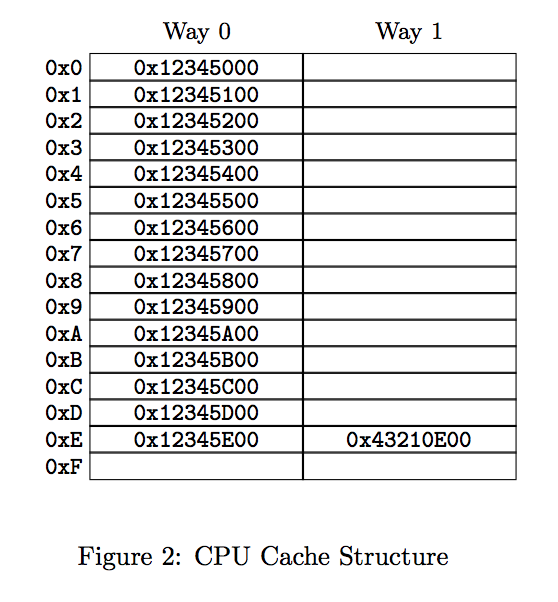 Way 0 Way 1
0x0 0x12345000
0x1 0x12345100
0x2 0x12345200
0x3 0x12345300
0x4 0x12345400
0x5 0x12345500
0x6 0x12345600
0x7 0x12345700
0x8 0x12345800
0x9 0x12345900
0xA 0x12345A00
0xB 0x12345B00
0xC 0x12345C00
0xD 0x12345D00
0xE 0x12345E00 0x43210E00
0xF
Figure 2: CPU Cache Structure